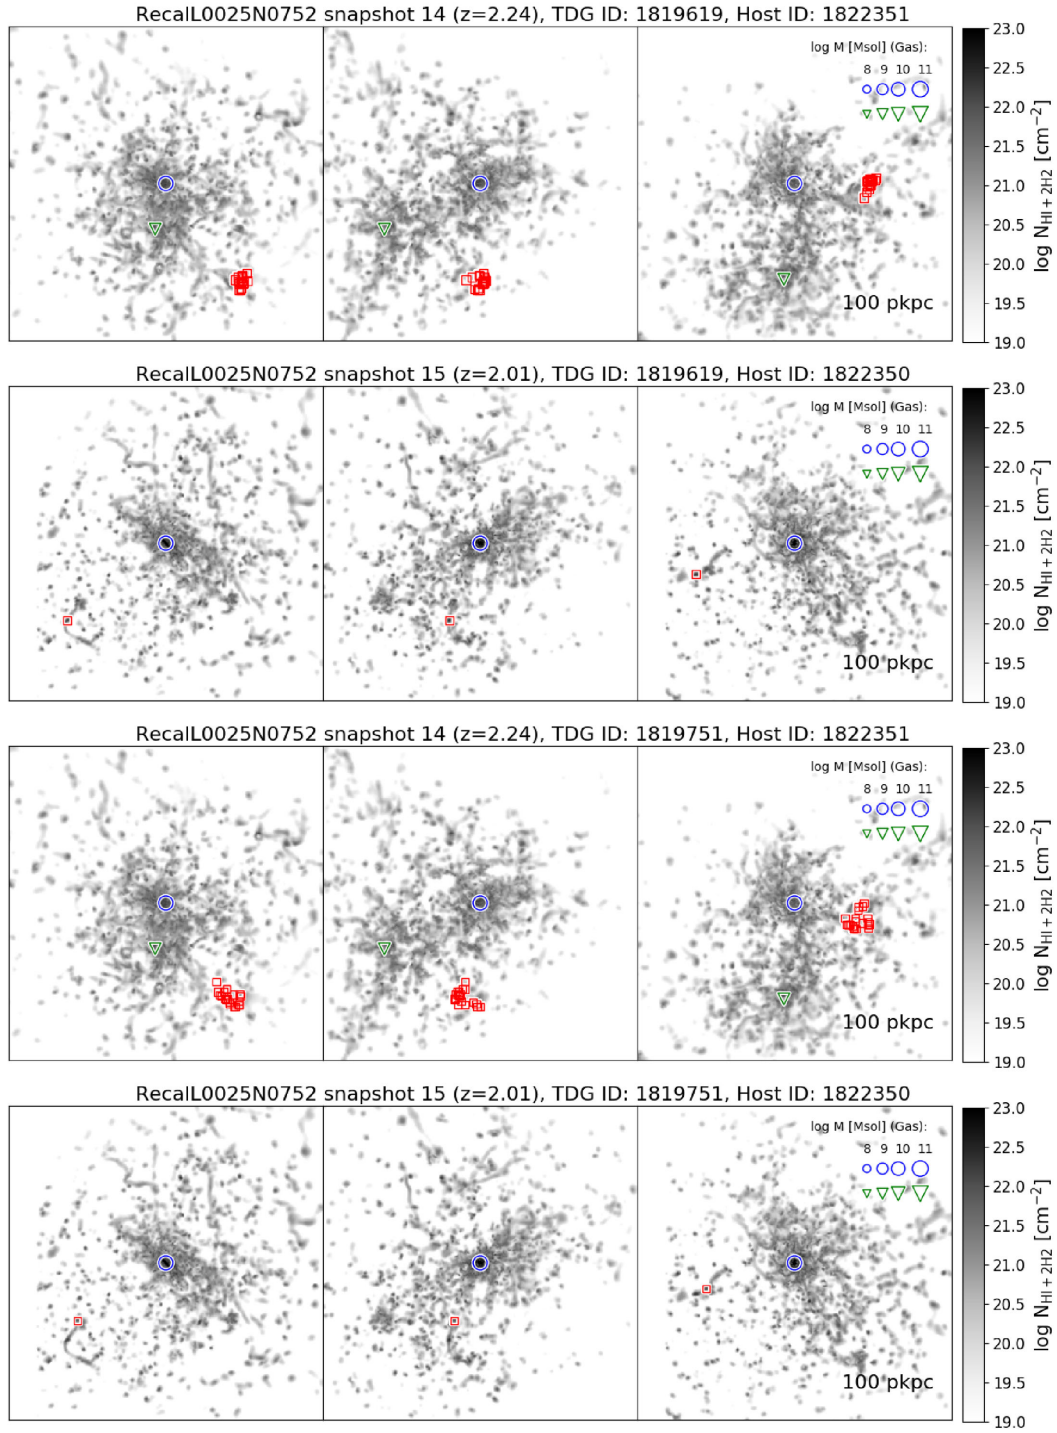 RecalL0025N0752 snapshot 14 (z=2.24), TDG ID: 1819619, Host ID: 1822351
log M [Msol] (Gas):
8 9 10 11
100 pkpc
23.0
22.5
22.0
21.5
21.0
20.5
20.0
19.5
19.0
log N_{HI+2H2} [cm^{-2}]
RecalL0025N0752 snapshot 15 (z=2.01), TDG ID: 1819619, Host ID: 1822350
log M [Msol] (Gas):
8 9 10 11
100 pkpc
23.0
22.5
22.0
21.5
21.0
20.5
20.0
19.5
19.0
log N_{HI+2H2} [cm^{-2}]
RecalL0025N0752 snapshot 14 (z=2.24), TDG ID: 1819751, Host ID: 1822351
log M [Msol] (Gas):
8 9 10 11
100 pkpc
23.0
22.5
22.0
21.5
21.0
20.5
20.0
19.5
19.0
log N_{HI+2H2} [cm^{-2}]
RecalL0025N0752 snapshot 15 (z=2.01), TDG ID: 1819751, Host ID: 1822350
log M [Msol] (Gas):
8 9 10 11
100 pkpc
23.0
22.5
22.0
21.5
21.0
20.5
20.0
19.5
19.0
log N_{HI+2H2} [cm^{-2}]